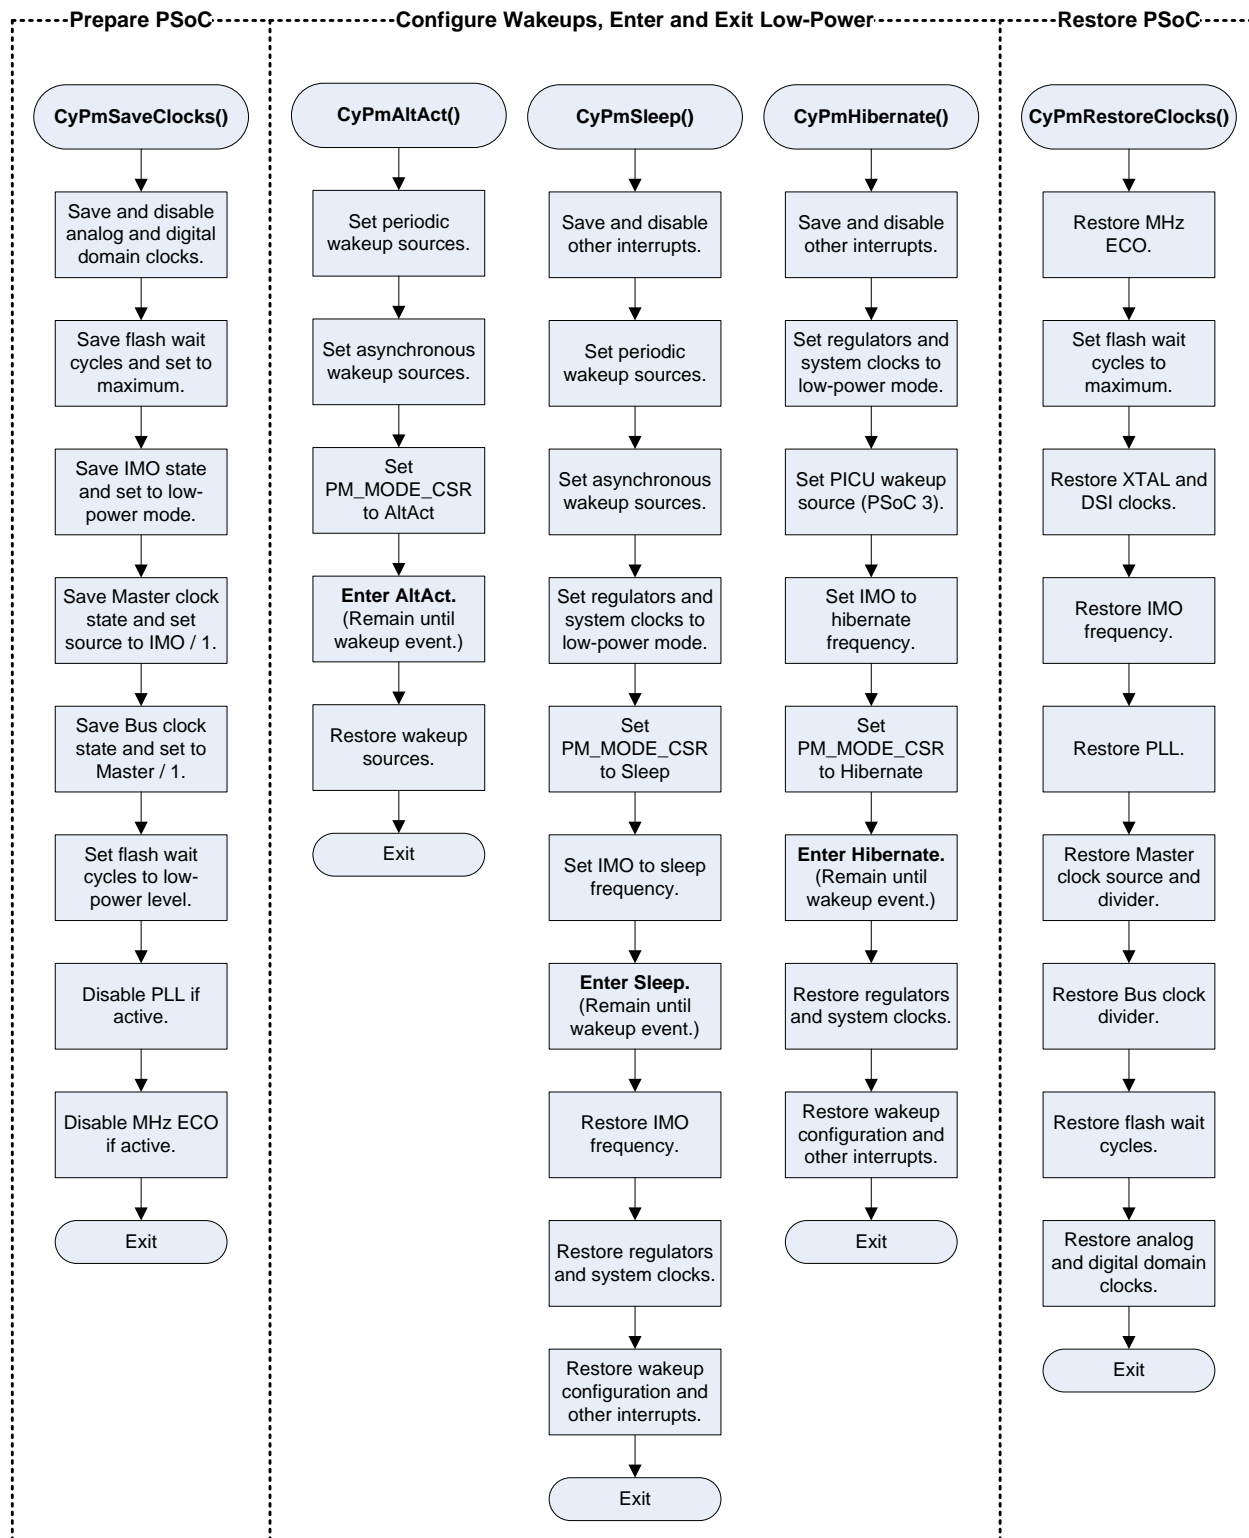 Prepare PSoC
Configure Wakeups, Enter and Exit Low-Power
Restore PSoC
CyPmSaveClocks()
Save and disable
analog and digital
domain clocks.
Save flash wait
cycles and set to
maximum.
Save IMO state
and set to low-
power mode.
Save Master clock
state and set
source to IMO / 1.
Save Bus clock
state and set to
Master / 1.
Set flash wait
cycles to low-
power level.
Disable PLL if
active.
Disable MHz ECO
if active.
Exit
CyPmAltAct()
Set periodic
wakeup sources.
Set asynchronous
wakeup sources.
Set
PM_MODE_CSR
to AltAct
Enter AltAct.
(Remain until
wakeup event.)
Restore wakeup
sources.
Exit
CyPmSleep()
Save and disable
other interrupts.
Set periodic
wakeup sources.
Set asynchronous
wakeup sources.
Set regulators and
system clocks to
low-power mode.
Set
PM_MODE_CSR
to Sleep
Set IMO to sleep
frequency.
Enter Sleep.
(Remain until
wakeup event.)
Restore IMO
frequency.
Restore regulators
and system clocks.
Restore wakeup
configuration and
other interrupts.
Exit
CyPmHibernate()
Save and disable
other interrupts.
Set regulators and
system clocks to
low-power mode.
Set PICU wakeup
source (PSoC 3).
Set IMO to
hibernate
frequency.
Set
PM_MODE_CSR
to Hibernate
Enter Hibernate.
(Remain until
wakeup event.)
Restore regulators
and system clocks.
Restore wakeup
configuration and
other interrupts.
Exit
CyPmRestoreClocks()
Restore MHz
ECO.
Set flash wait
cycles to
maximum.
Restore XTAL and
DSI clocks.
Restore IMO
frequency.
Restore PLL.
Restore Master
clock source and
divider.
Restore Bus clock
divider.
Restore flash wait
cycles.
Restore analog
and digital domain
clocks.
Exit